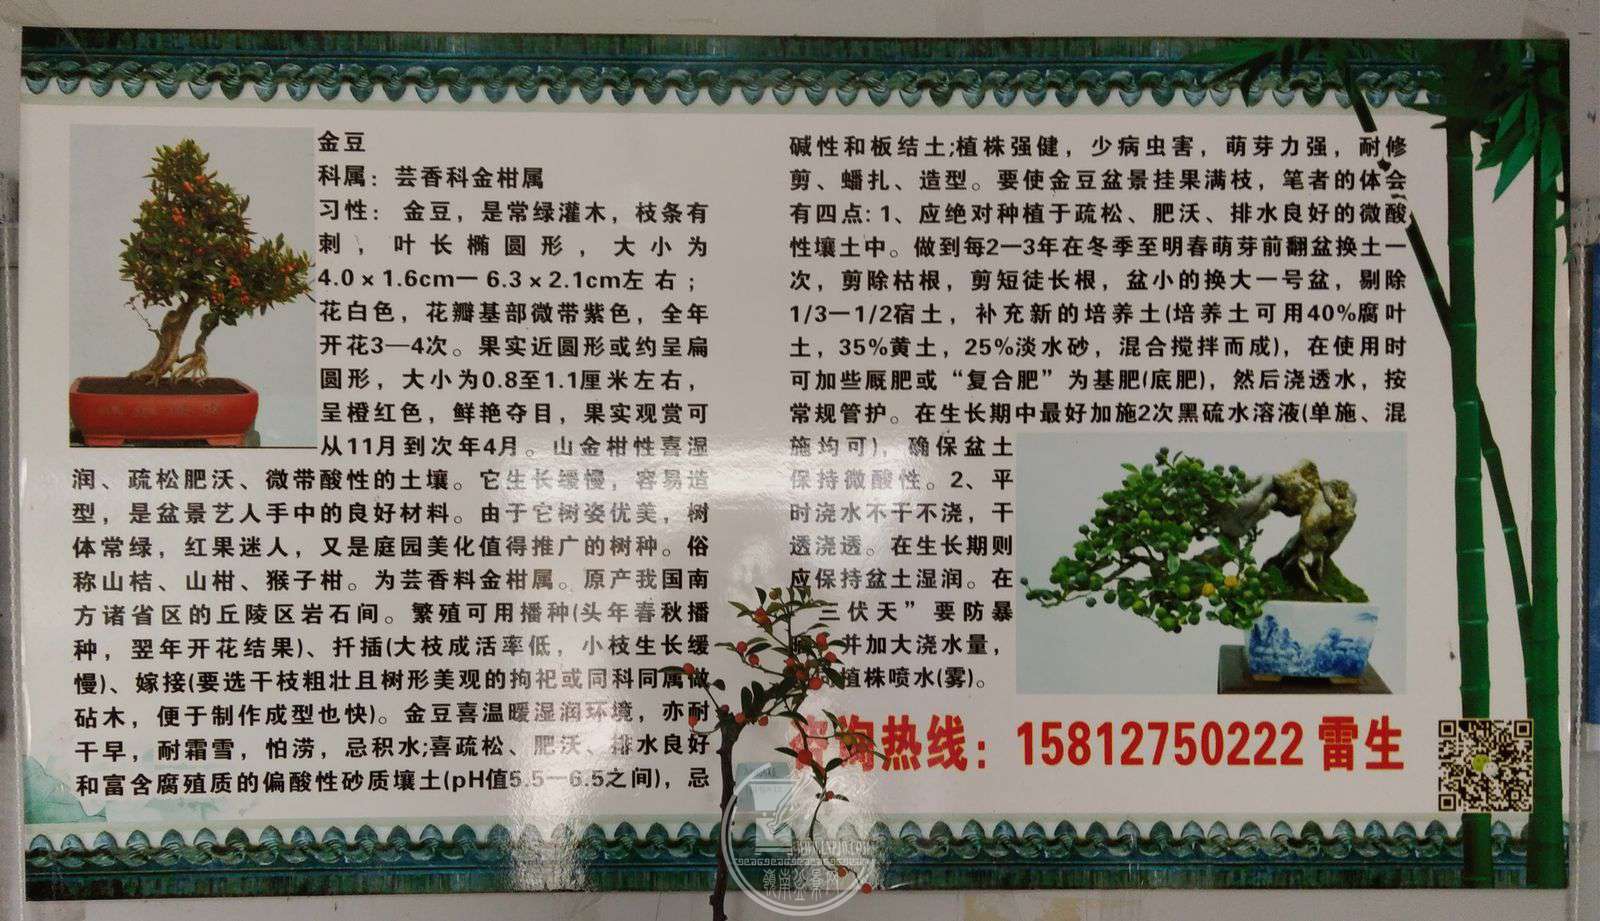 金豆
科属：芸香科金柑属
习性：金豆，是常绿灌木，枝条有
刺，叶长椭圆形，大小为
4.0×1.6cm一6.3×2.1cm左右；
花白色，花瓣基部微带紫色，全年
开花3—4次。果实近圆形或约呈扁
圆形，大小为0.8至1.1厘米左右，
呈橙红色，鲜艳夺目，果实观赏可
从11月到次年4月。山金柑性喜湿
润、疏松肥沃、微带酸性的土壤。它生长缓慢，容易造
型，是盆景艺人手中的良好材料。由于它树姿优美，树
体常绿，红果迷人，又是庭园美化值得推广的树种。俗
称山桔、山柑、猴子柑。为芸香料金柑属。原产我国南
方诸省区的丘陵区岩石间。繁殖可用播种(头年春秋播
种，翌年开花结果)、扦插(大枝成活率低，小枝生长缓
慢)、嫁接(要选干枝粗壮且树形美观的拘祀或同科同属做
砧木，便于制作成型也快)。金豆喜温暖湿润环境，亦耐
干早，耐霜雪，怕涝，忌积水;喜疏松、肥沃、排水良好
和富含腐殖质的偏酸性砂质壤土(pH值5.5一6.5之间)，忌
碱性和板结土;植株强健，少病虫害，萌芽力强，耐修
剪、蟠扎、造型。要使金豆盆景挂果满枝，笔者的体会
有四点：1、应绝对种植于疏松、肥沃、排水良好的微酸
性壤土中。做到每2—3年在冬季至明春萌芽前翻盆换土一
次，剪除枯根，剪短徒长根，盆小的换大一号盆，剔除
1/3一1/2宿土，补充新的培养土(培养土可用40%腐叶
土，35%黄土，25%淡水砂，混合搅拌而成)，在使用时
可加些厩肥或“复合肥”为基肥(底肥)，然后浇透水，按
常规管护。在生长期中最好加施2次黑硫水溶液(单施、混
施均可)，确保盆土
保持微酸性。2、平
时浇水不干不浇，干
透浇透。在生长期则
应保持盆土湿润。在
三伏天”要防暴
并加大浇水量，
植株喷水(雾)。
询热线：15812750222 雷生
嶺南盆景网